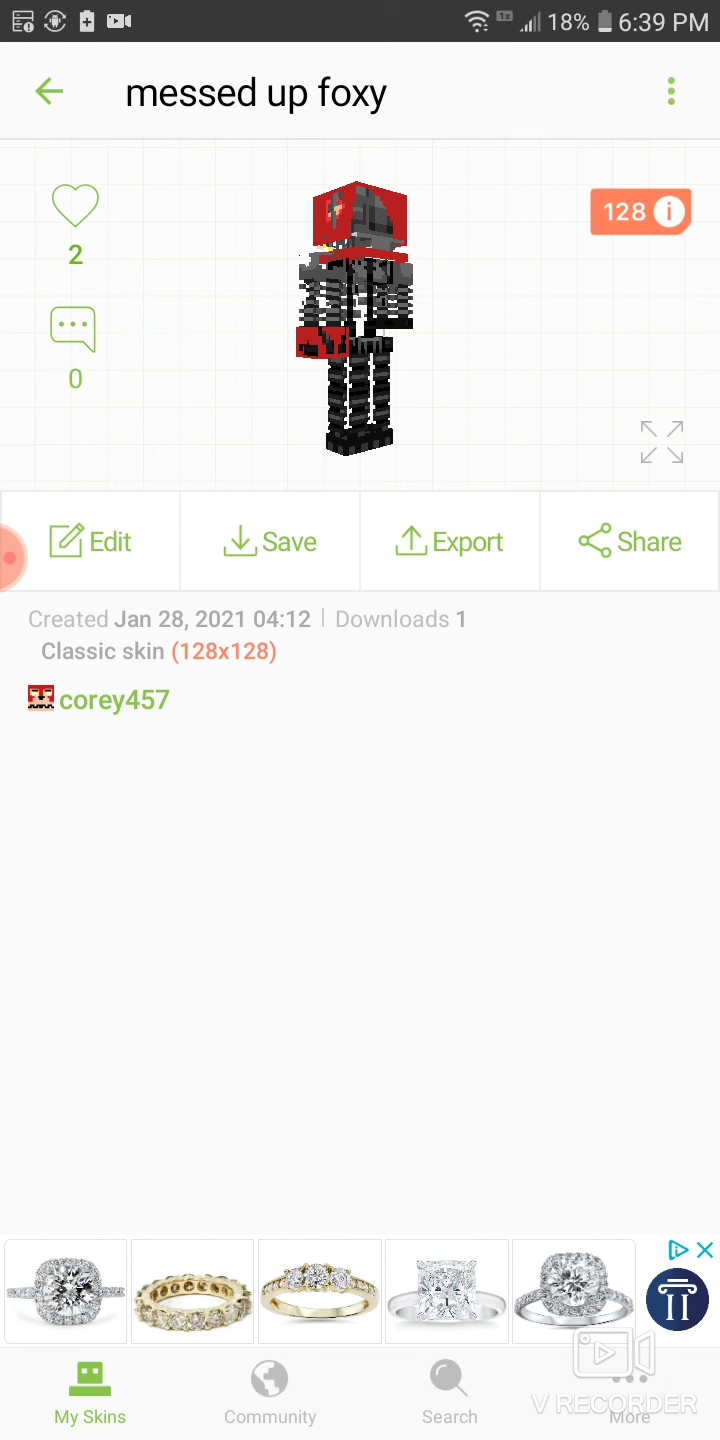 1x 18% 6:39 PM
messed up foxy
2
128 i
0
Edit Save Export Share
Created Jan 28, 2021 04:12 | Downloads 1
Classic skin (128x128)
corey457
V RECORDER
My Skins Community Search More